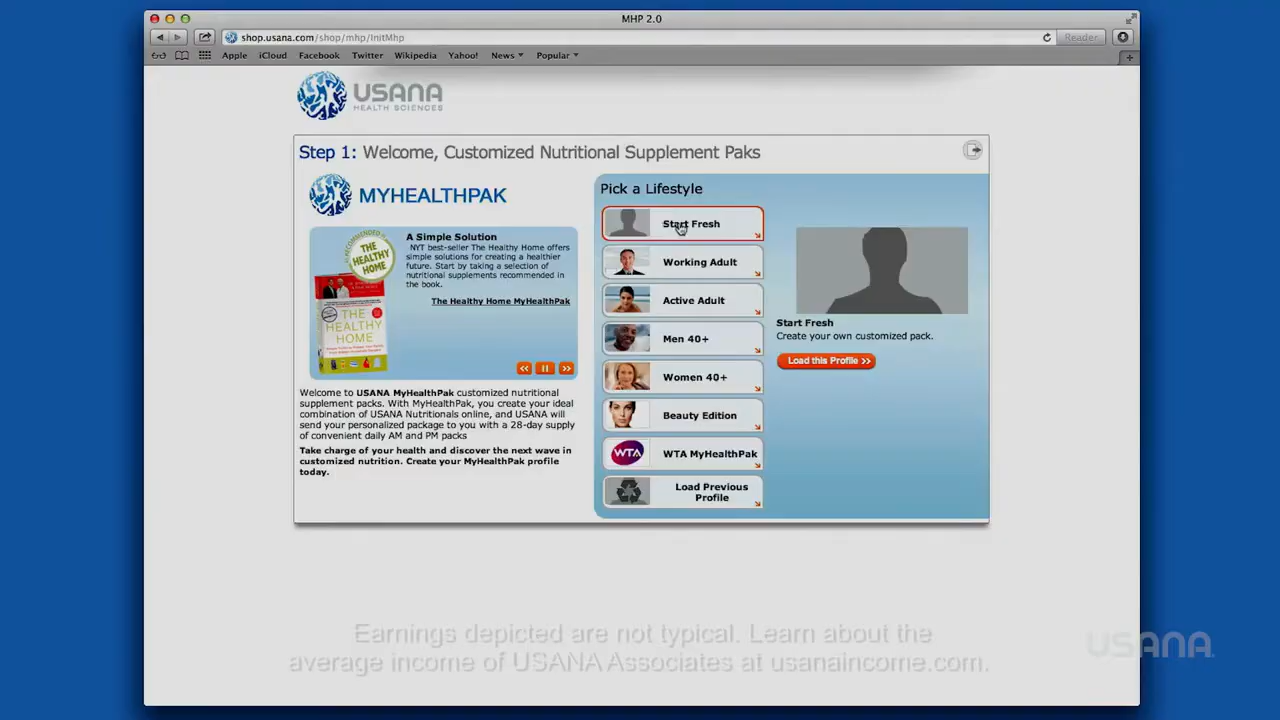 MHP 2.0
shop.usana.com/shop/mhp/InitMhp
Reader
Apple iCloud Facebook Twitter Wikipedia Yahoo! News Popular
USANA
HEALTH SCIENCES
Step 1: Welcome, Customized Nutritional Supplement Paks
MYHEALTHPAK
RECOMMENDED IN
THE HEALTHY HOME
THE HEALTHY HOME
A Simple Solution
NYT best-seller The Healthy Home offers
simple solutions for creating a healthier
future. Start by taking a selection of
nutritional supplements recommended in
the book.
The Healthy Home MyHealthPak
Welcome to USANA MyHealthPak customized nutritional
supplement packs. With MyHealthPak, you create your ideal
combination of USANA Nutritionals online, and USANA will
send your personalized package to you with a 28-day supply
of convenient daily AM and PM packs
Take charge of your health and discover the next wave in
customized nutrition. Create your MyHealthPak profile
today.
Pick a Lifestyle
Start Fresh
Working Adult
Active Adult
Men 40+
Women 40+
Beauty Edition
WTA
WTA MyHealthPak
Load Previous
Profile
Start Fresh
Create your own customized pack.
Load this Profile >>
Earnings depicted are not typical. Learn about the
average income of USANA Associates at usanaincome.com.
USANA